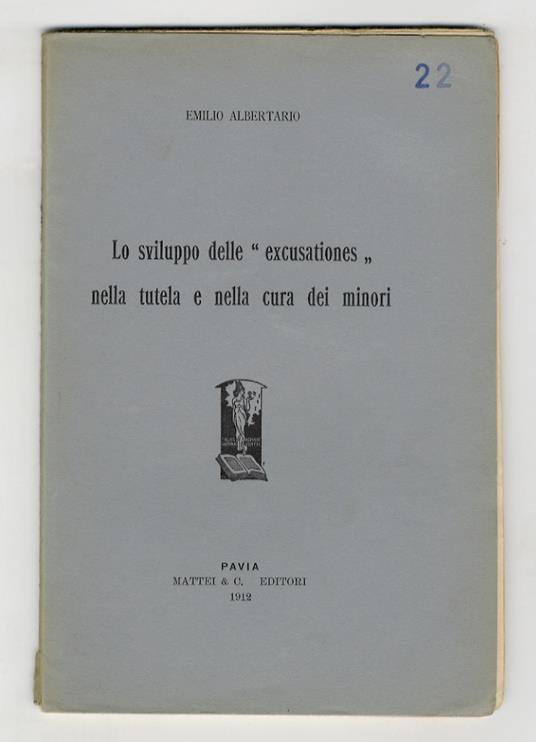 22
EMILIO ALBERTARIO
Lo sviluppo delle “ excusationes „
nella tutela e nella cura dei minori
PAVIA
MATTEI & C. EDITORI
1912